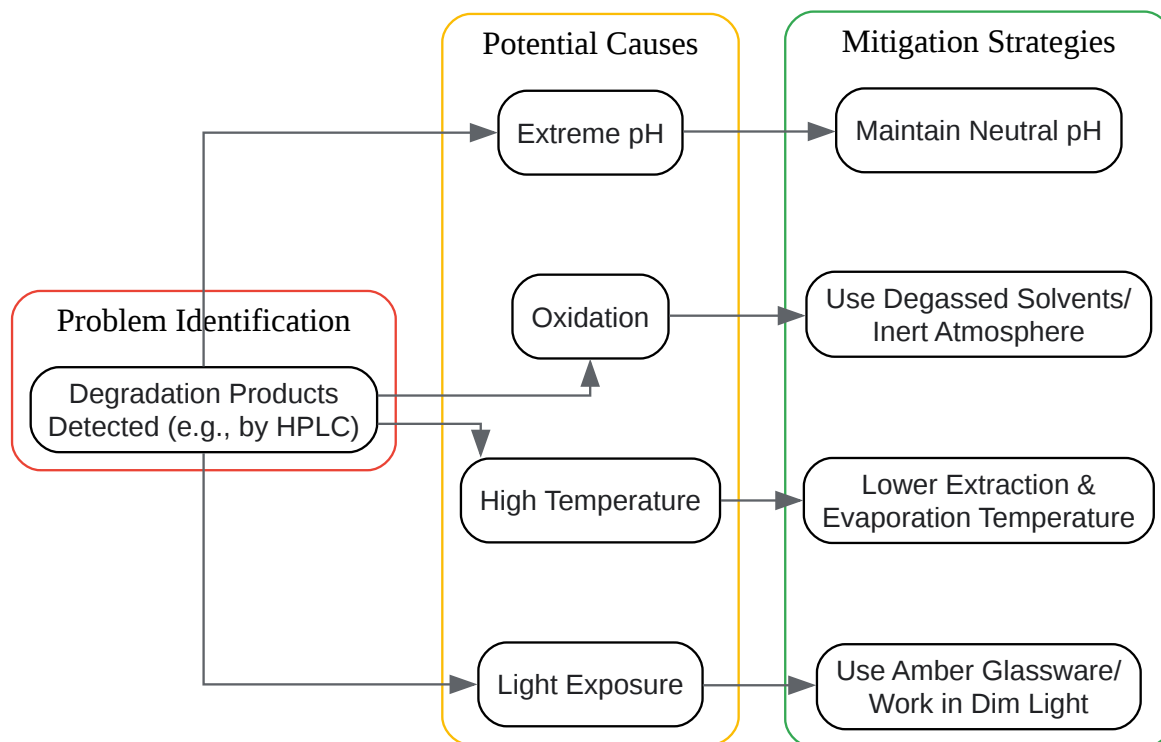 Potential Causes
Mitigation Strategies
Extreme pH
Maintain Neutral pH
Problem Identification
Degradation Products
Detected (e.g., by HPLC)
Oxidation
Use Degassed Solvents/
Inert Atmosphere
High Temperature
Lower Extraction &
Evaporation Temperature
Light Exposure
Use Amber Glassware/
Work in Dim Light